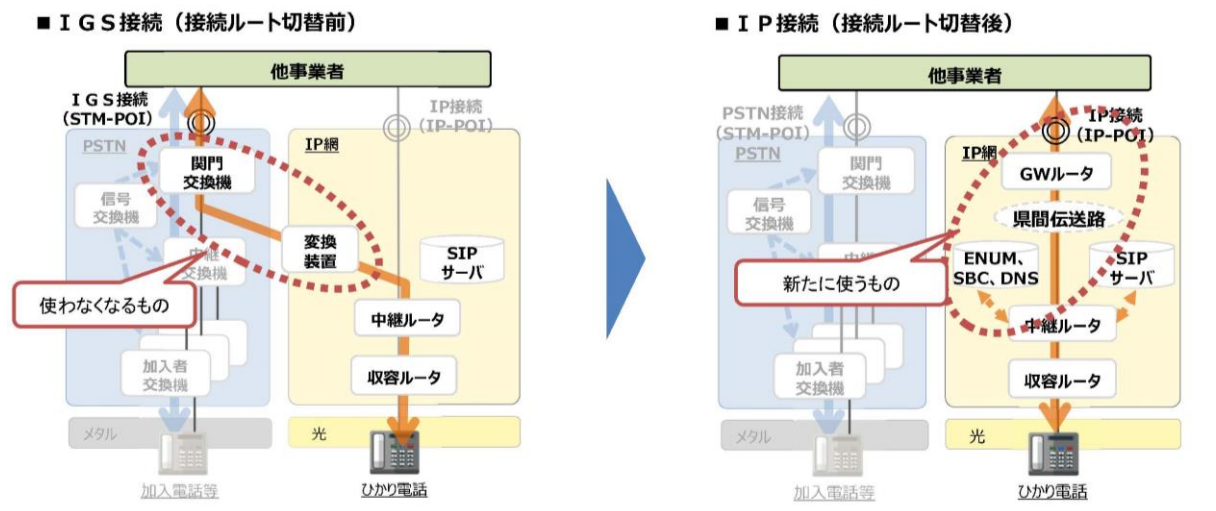 ■ＩＧＳ接続（接続ルート切替前）
他事業者
ＩＧＳ接続
(STM-POI)
IP接続
(IP-POI)
PSTN
IP網
関門
交換機
信号
交換機
変換
装置
SIP
サーバ
中継
交換機
使わなくなるもの
中継ルータ
加入者
交換機
収容ルータ
メタル
光
加入電話等
ひかり電話
■ＩＰ接続（接続ルート切替後）
他事業者
PSTN接続
(STM-POI)
IP接続
(IP-POI)
PSTN
IP網
関門
交換機
GWルータ
信号
交換機
県間伝送路
ENUM、
SBC、DNS
SIP
サーバ
新たに使うもの
中継ルータ
加入者
交換機
収容ルータ
メタル
光
加入電話等
ひかり電話